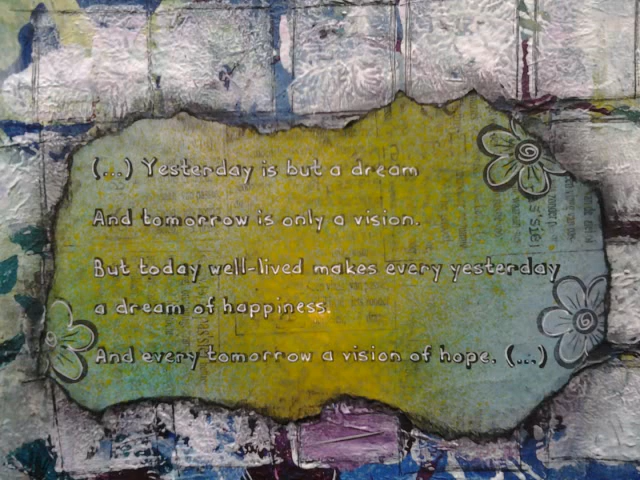 (...) Yesterday is but a dream
And tomorrow is only a vision.
But today well-lived makes every yesterday
a dream of happiness.
And every tomorrow a vision of hope. (...)